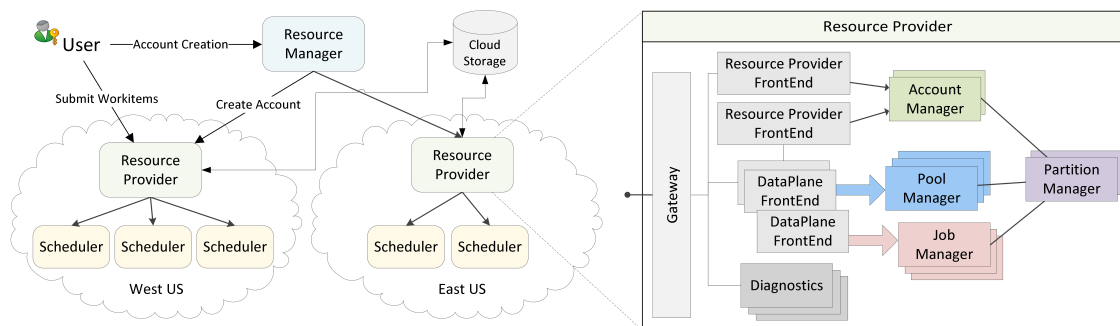 User
Account Creation
Resource
Manager
Cloud
Storage
Submit Workitems
Create Account
Resource
Provider
Scheduler
Scheduler
Scheduler
West US
Resource
Provider
Scheduler
Scheduler
East US
Resource Provider
Gateway
Resource Provider
FrontEnd
Resource Provider
FrontEnd
DataPlane
FrontEnd
DataPlane
FrontEnd
Diagnostics
Account
Manager
Pool
Manager
Job
Manager
Partition
Manager